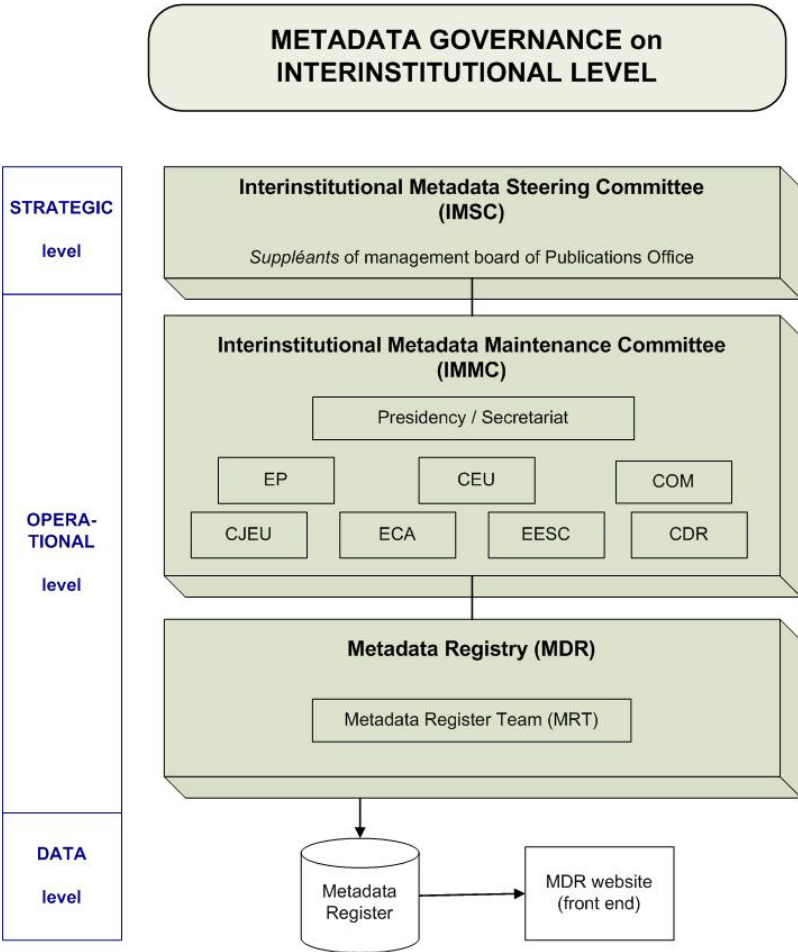 METADATA GOVERNANCE on
INTERINSTITUTIONAL LEVEL
STRATEGIC
level
Interinstitutional Metadata Steering Committee
(IMSC)
Suppléants of management board of Publications Office
OPERA-
TIONAL
level
Interinstitutional Metadata Maintenance Committee
(IMMC)
Presidency / Secretariat
EP
CEU
COM
CJEU
ECA
EESC
CDR
Metadata Registry (MDR)
Metadata Register Team (MRT)
DATA
level
Metadata
Register
MDR website
(front end)